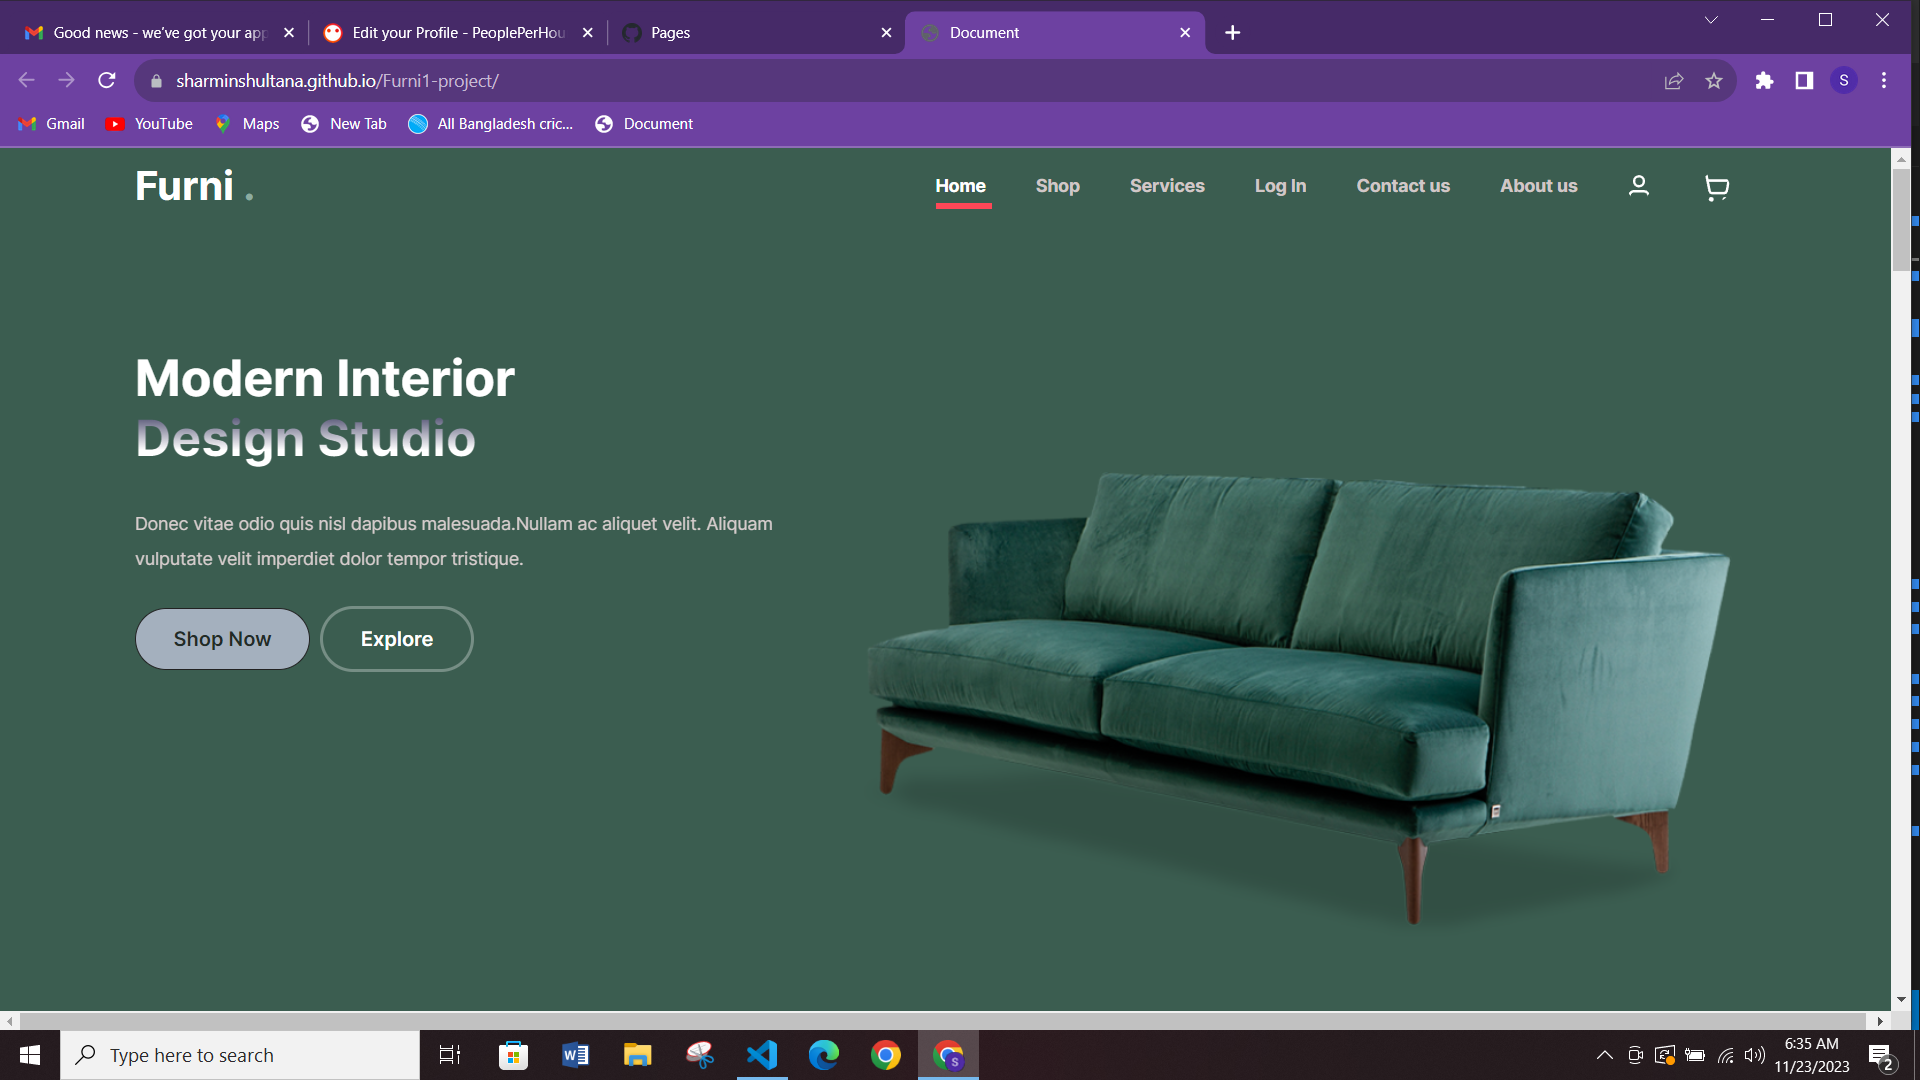 Good news - we've got your app
Edit your Profile - PeoplePerHou
Pages
Document
sharminshultana.github.io/Furni1-project/
S
Gmail
YouTube
Maps
New Tab
All Bangladesh cric...
Document
Furni .
Home
Shop
Services
Log In
Contact us
About us
Modern Interior
Design Studio
Donec vitae odio quis nisl dapibus malesuada.Nullam ac aliquet velit. Aliquam
vulputate velit imperdiet dolor tempor tristique.
Shop Now
Explore
Type here to search
W
S
6:35 AM
11/23/2023
2